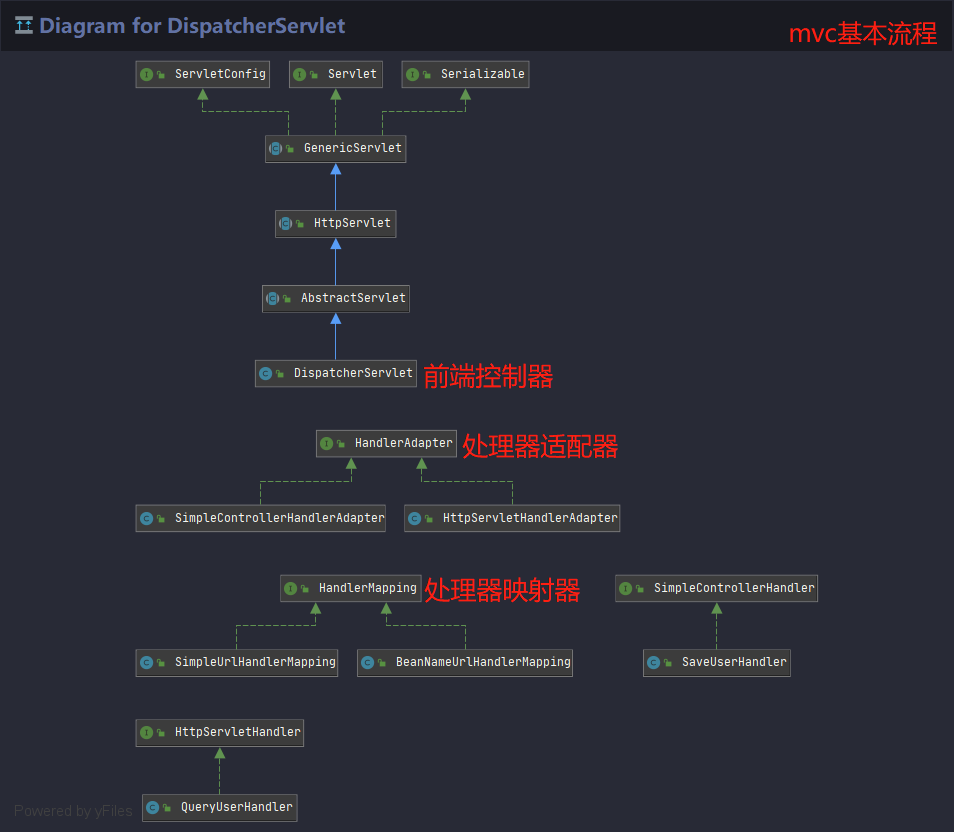 Diagram for DispatcherServlet
mvc基本流程
ServletConfig
Servlet
Serializable
GenericServlet
HttpServlet
AbstractServlet
DispatcherServlet
前端控制器
HandlerAdapter
处理器适配器
SimpleControllerHandlerAdapter
HttpServletHandlerAdapter
HandlerMapping
处理器映射器
SimpleControllerHandler
SimpleUrlHandlerMapping
BeanNameUrlHandlerMapping
SaveUserHandler
HttpServletHandler
QueryUserHandler
Powered by yFiles